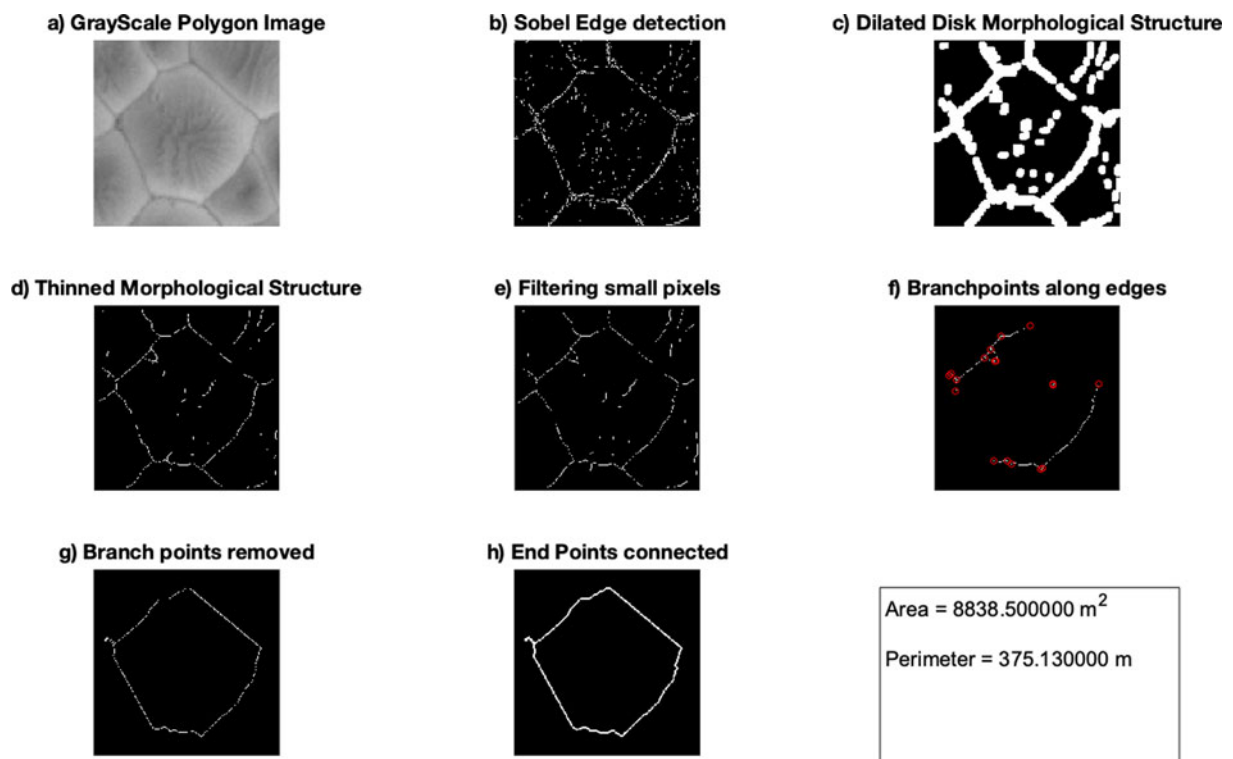 a) GrayScale Polygon Image
b) Sobel Edge detection
c) Dilated Disk Morphological Structure
d) Thinned Morphological Structure
e) Filtering small pixels
f) Branchpoints along edges
g) Branch points removed
h) End Points connected
Area = 8838.500000 m²
Perimeter = 375.130000 m